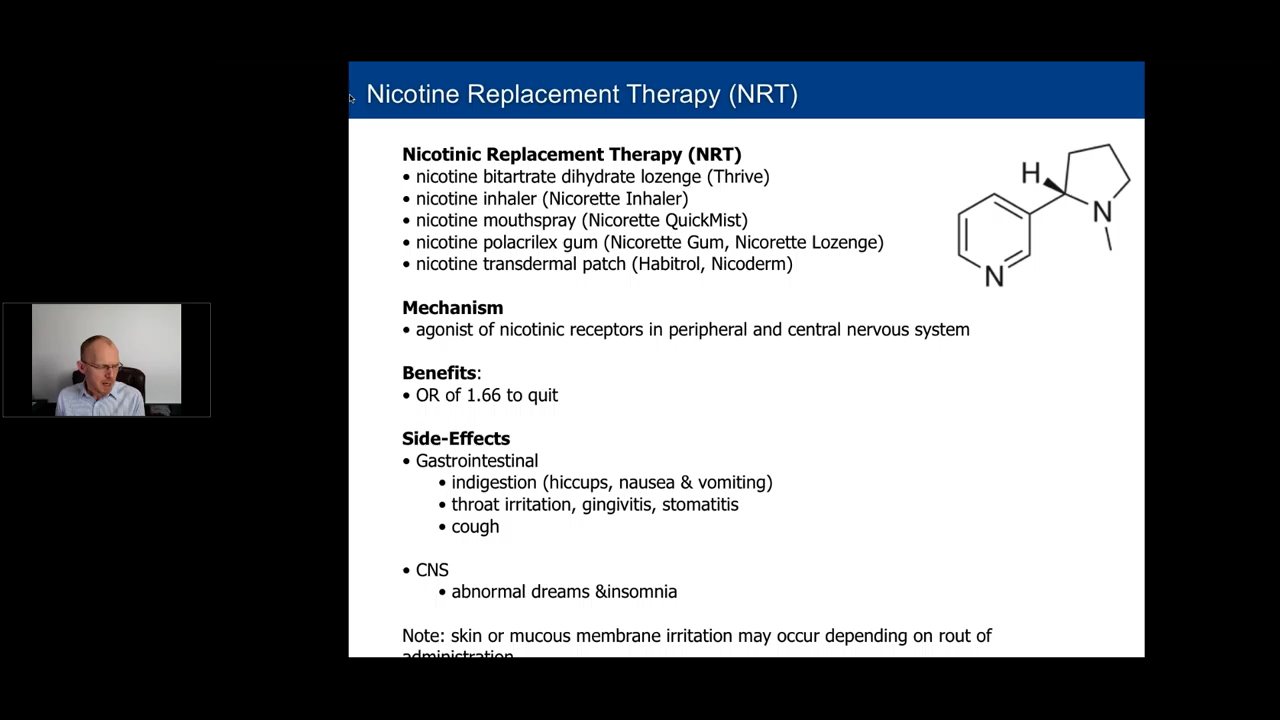 Nicotine Replacement Therapy (NRT)
Nicotinic Replacement Therapy (NRT)
• nicotine bitartrate dihydrate lozenge (Thrive)
• nicotine inhaler (Nicorette Inhaler)
• nicotine mouthspray (Nicorette QuickMist)
• nicotine polacrilex gum (Nicorette Gum, Nicorette Lozenge)
• nicotine transdermal patch (Habitrol, Nicoderm)
H
N
N
Mechanism
• agonist of nicotinic receptors in peripheral and central nervous system
Benefits:
• OR of 1.66 to quit
Side-Effects
• Gastrointestinal
• indigestion (hiccups, nausea & vomiting)
• throat irritation, gingivitis, stomatitis
• cough
• CNS
• abnormal dreams &insomnia
Note: skin or mucous membrane irritation may occur depending on rout of
administration